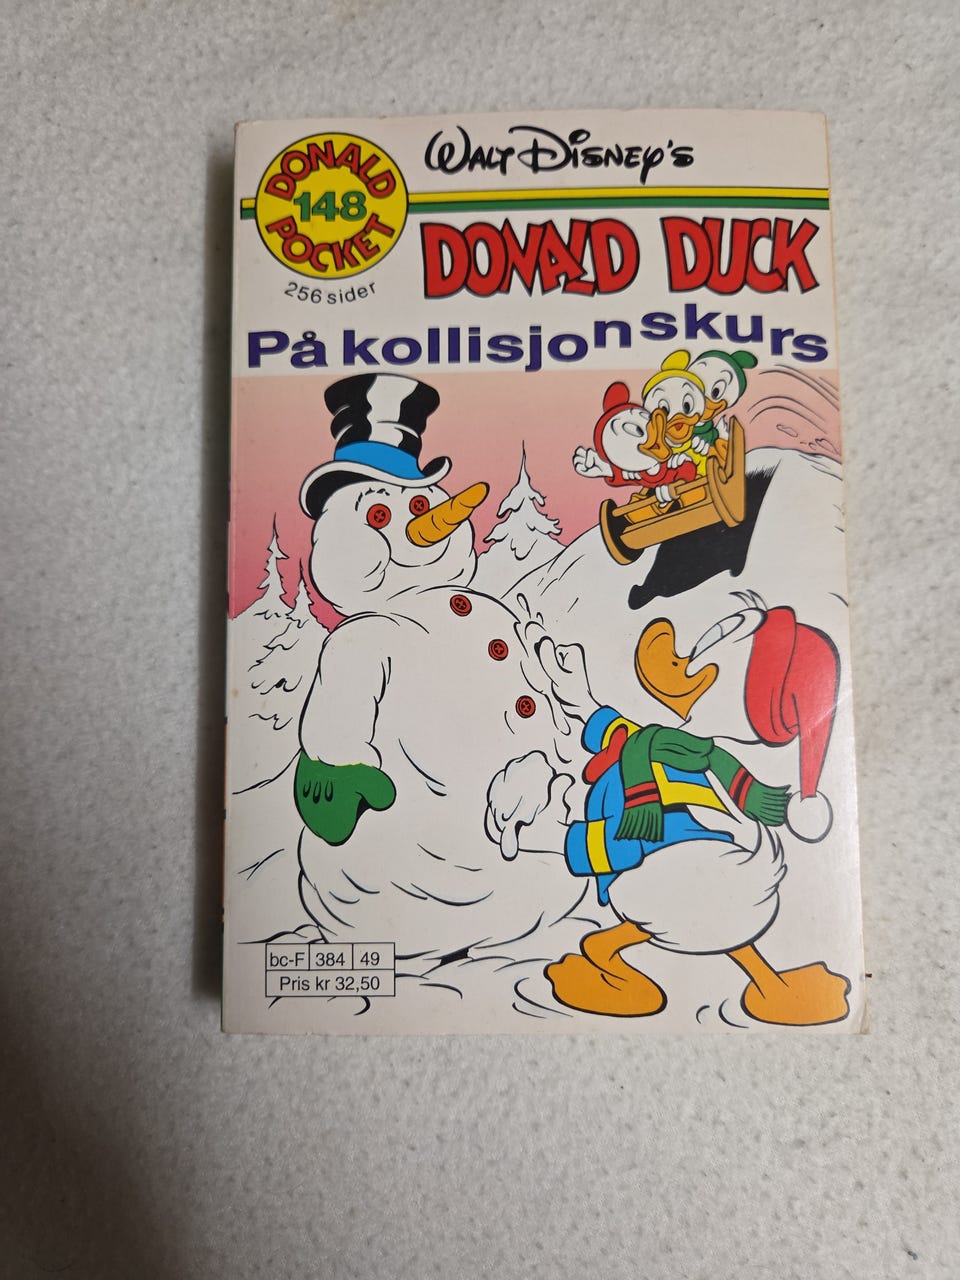 DONALD
148
POCKET
256 sider
WALT DISNEY'S
DONALD DUCK
På kollisjonskurs
bc-F 384 49
Pris kr 32,50